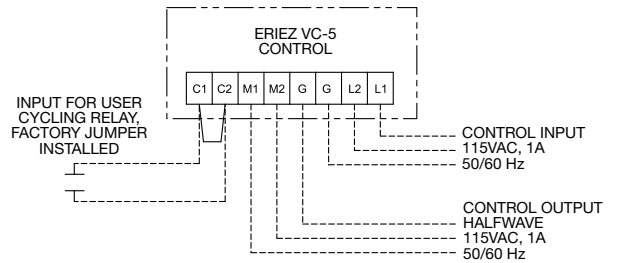 ERIEZ VC-5
CONTROL
C1 C2 M1 M2 G G L2 L1
INPUT FOR USER
CYCLING RELAY,
FACTORY JUMPER
INSTALLED
CONTROL INPUT
115VAC, 1A
50/60 Hz
CONTROL OUTPUT
HALFWAVE
115VAC, 1A
50/60 Hz